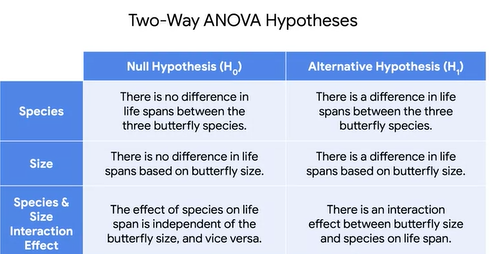 Two-Way ANOVA Hypotheses
Null Hypothesis (H0)
Alternative Hypothesis (H1)
Species
There is no difference in
life spans between the
three butterfly species.
There is a difference in life
spans between the three
butterfly species.
Size
There is no difference in life
spans based on butterfly size.
There is a difference in life
spans based on butterfly size.
Species &
Size
Interaction
Effect
The effect of species on life
span is independent of the
butterfly size, and vice versa.
There is an interaction
effect between butterfly size
and species on life span.